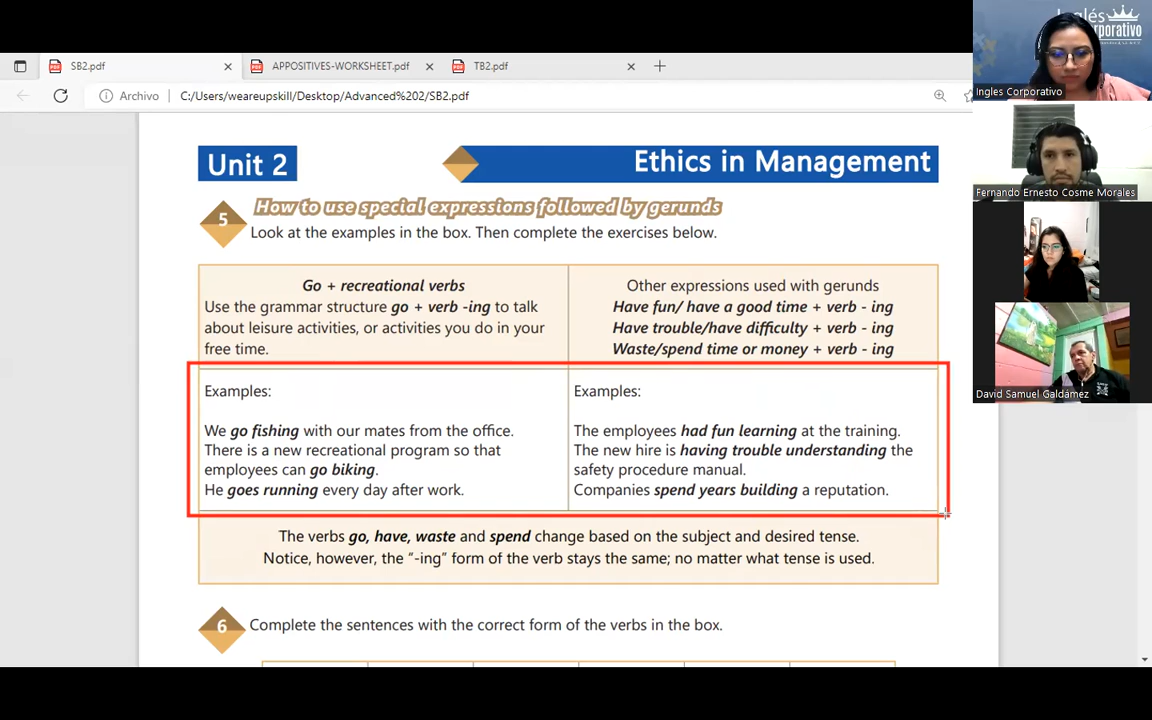 SB2.pdf
APPOSITIVES-WORKSHEET.pdf
TB2.pdf
Archivo
C:/Users/weareupskill/Desktop/Advanced%202/SB2.pdf
Unit 2
Ethics in Management
5
How to use special expressions followed by gerunds
Look at the examples in the box. Then complete the exercises below.
Go + recreational verbs
Use the grammar structure go + verb -ing to talk
about leisure activities, or activities you do in your
free time.
Other expressions used with gerunds
Have fun/ have a good time + verb - ing
Have trouble/have difficulty + verb - ing
Waste/spend time or money + verb - ing
Examples:
We go fishing with our mates from the office.
There is a new recreational program so that
employees can go biking.
He goes running every day after work.
Examples:
The employees had fun learning at the training.
The new hire is having trouble understanding the
safety procedure manual.
Companies spend years building a reputation.
The verbs go, have, waste and spend change based on the subject and desired tense.
Notice, however, the “-ing” form of the verb stays the same; no matter what tense is used.
6
Complete the sentences with the correct form of the verbs in the box.
Inglés
Corporativo
Ingles Corporativo
Fernando Ernesto Cosme Morales
David Samuel Galdámez